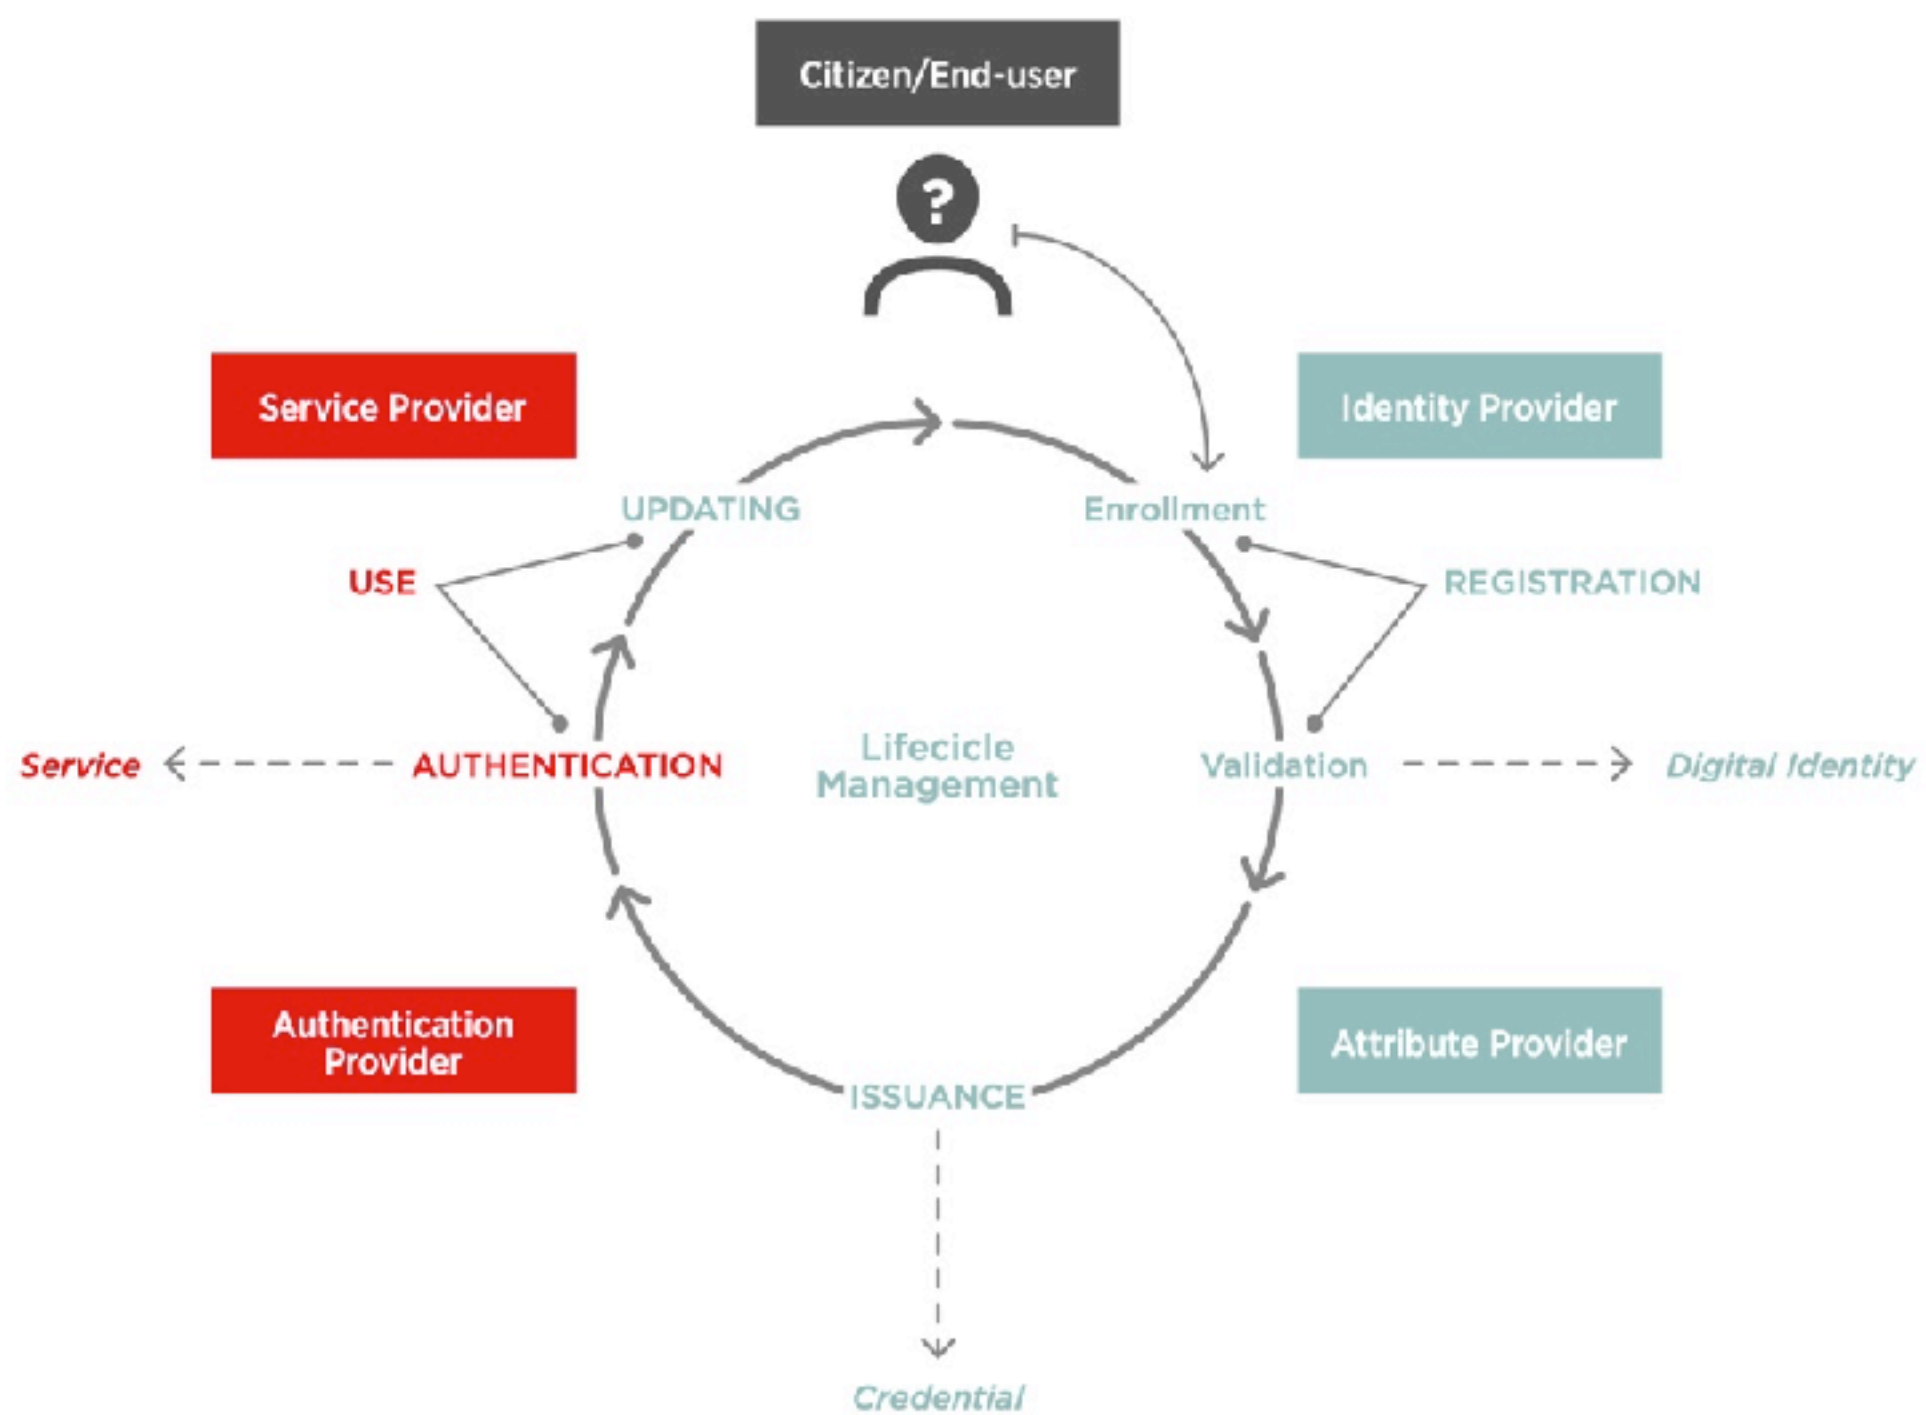 Citizen/End-user
?
Service Provider
Identity Provider
UPDATING
Enrollment
USE
REGISTRATION
Service
AUTHENTICATION
Lifecicle
Management
Validation
Digital Identity
Authentication
Provider
Attribute Provider
ISSUANCE
Credential